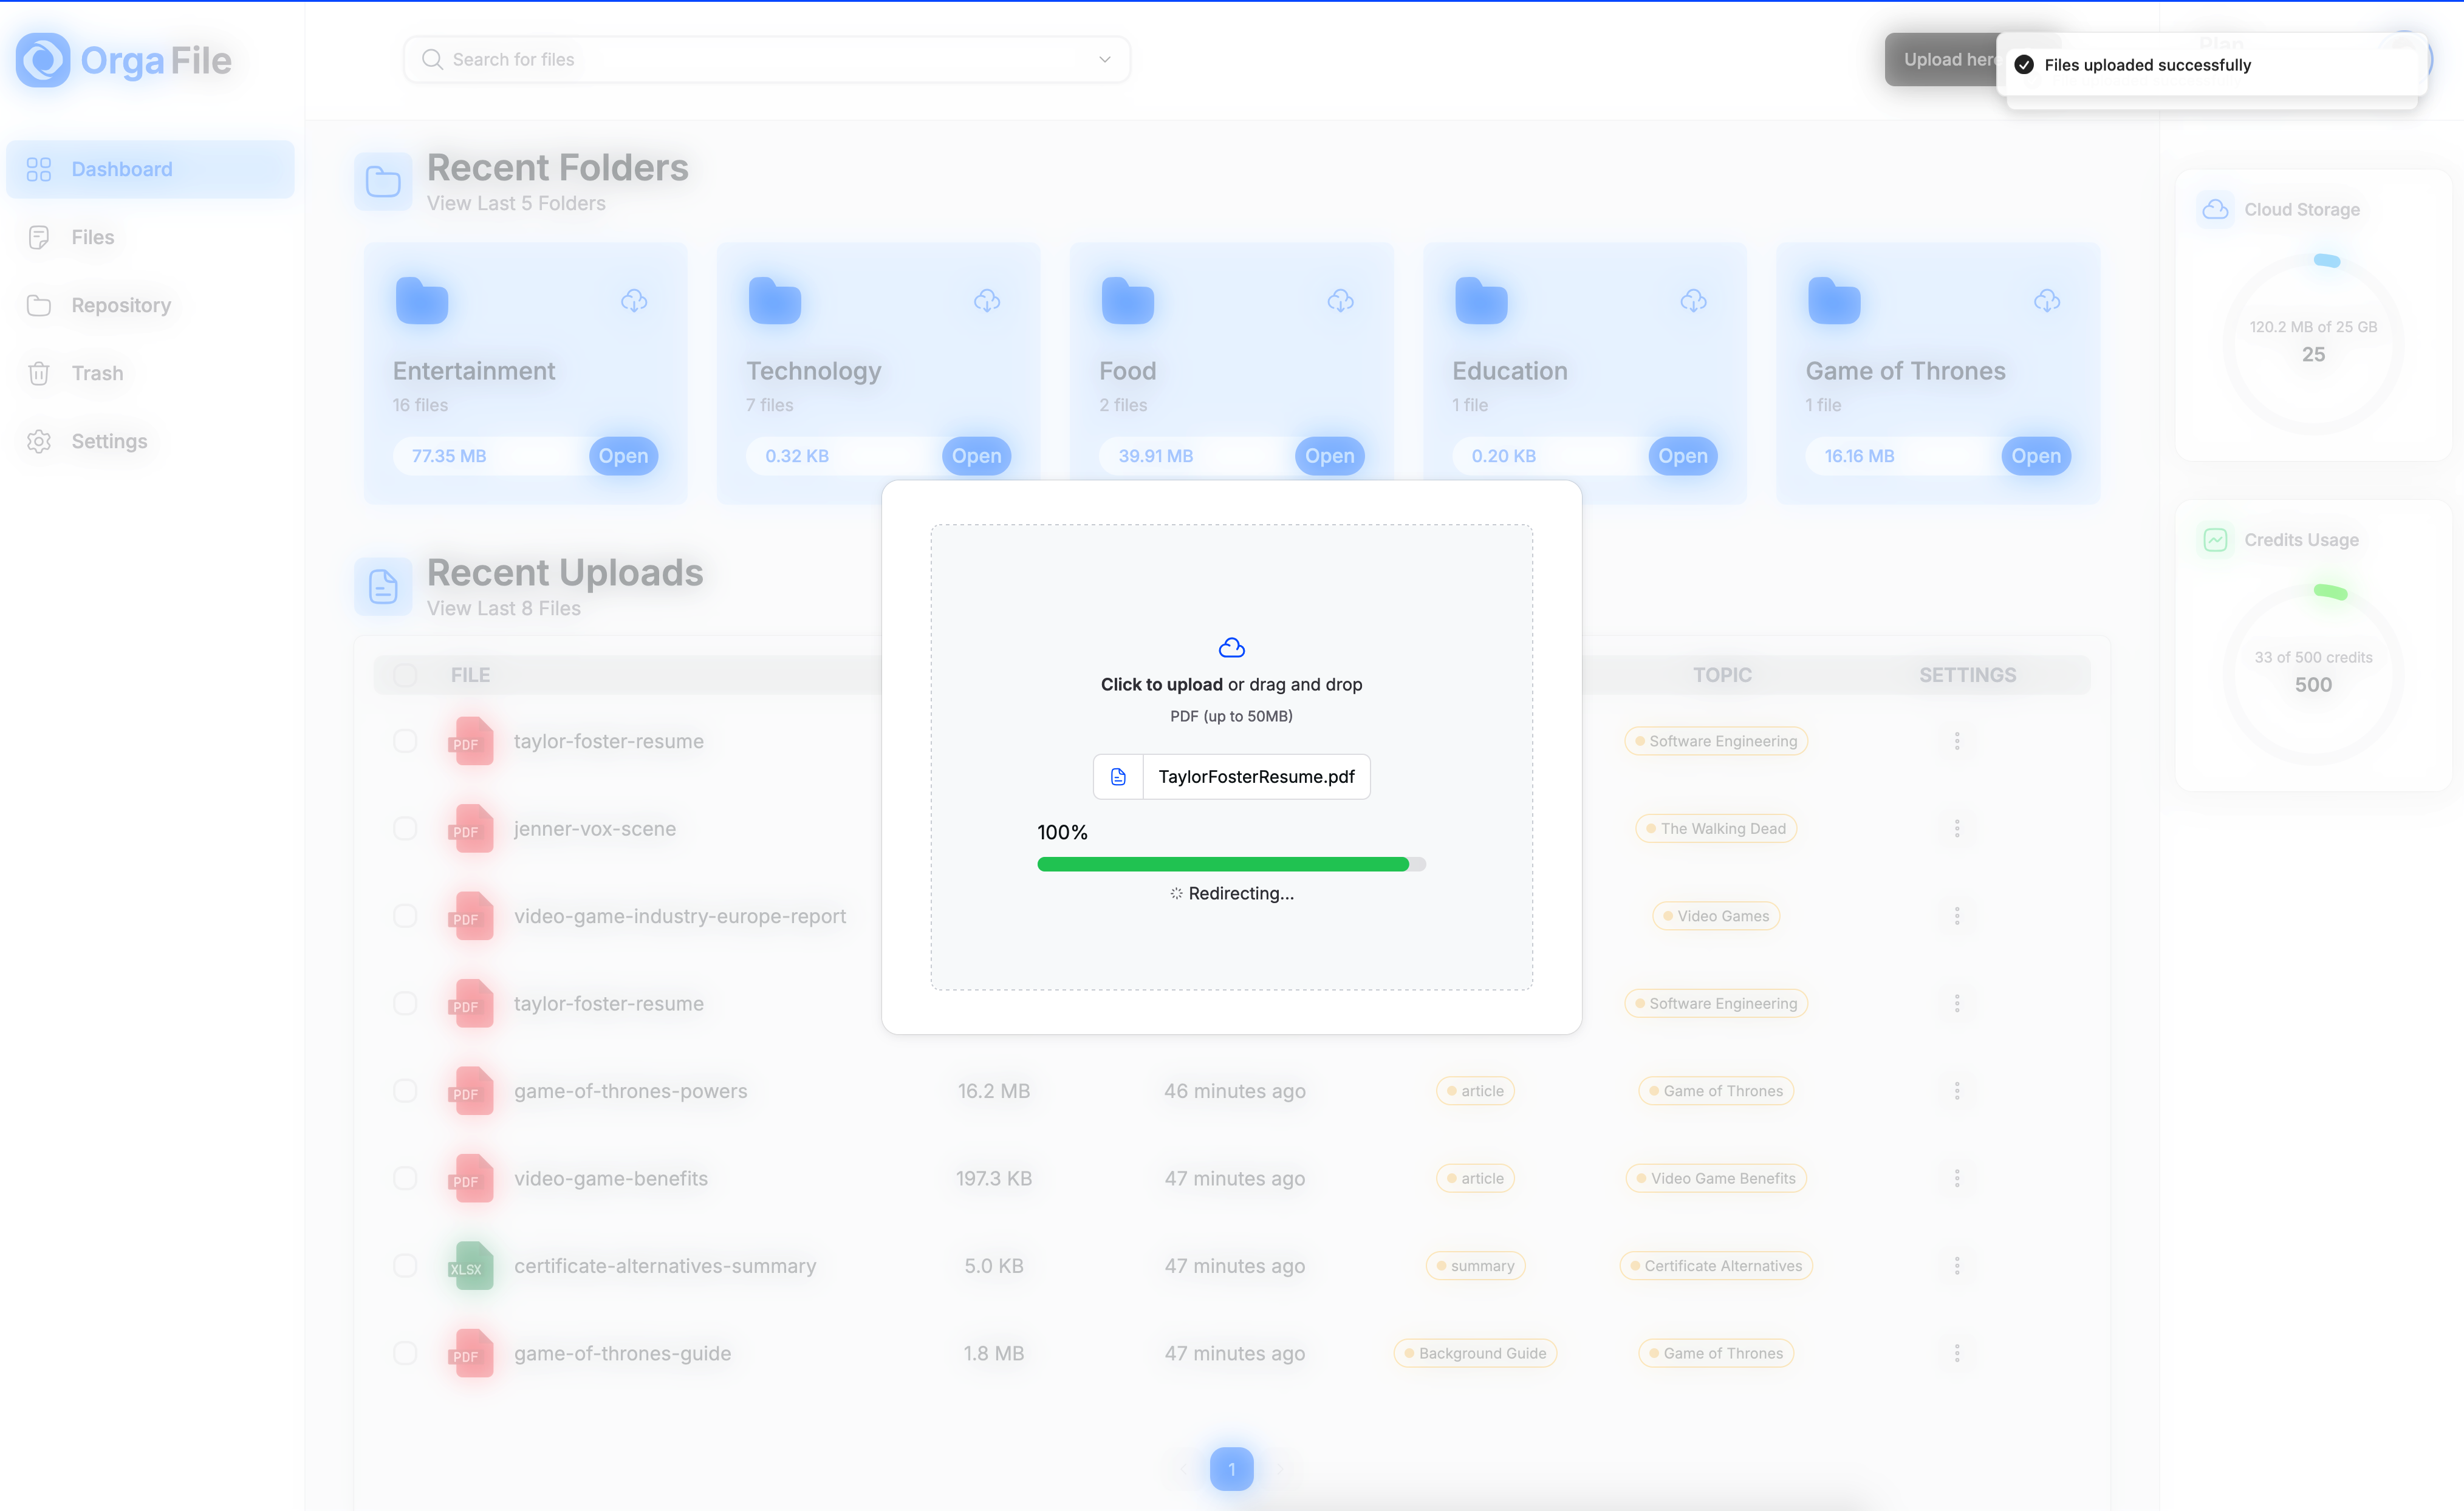 OrgaFile
Search for files
Upload here
Plan
Files uploaded successfully
Dashboard
Files
Repository
Trash
Settings
Recent Folders
View Last 5 Folders
Entertainment
16 files
77.35 MB
Open
Technology
7 files
0.32 KB
Open
Food
2 files
39.91 MB
Open
Education
1 file
0.20 KB
Open
Game of Thrones
1 file
16.16 MB
Open
Cloud Storage
120.2 MB of 25 GB
25
Credits Usage
33 of 500 credits
500
Recent Uploads
View Last 8 Files
FILE TOPIC SETTINGS
PDF taylor-foster-resume Software Engineering
PDF jenner-vox-scene The Walking Dead
PDF video-game-industry-europe-report Video Games
PDF taylor-foster-resume Software Engineering
PDF game-of-thrones-powers 16.2 MB 46 minutes ago article Game of Thrones
PDF video-game-benefits 197.3 KB 47 minutes ago article Video Game Benefits
XLSX certificate-alternatives-summary 5.0 KB 47 minutes ago summary Certificate Alternatives
PDF game-of-thrones-guide 1.8 MB 47 minutes ago Background Guide Game of Thrones
1
Click to upload or drag and drop
PDF (up to 50MB)
TaylorFosterResume.pdf
100%
Redirecting...